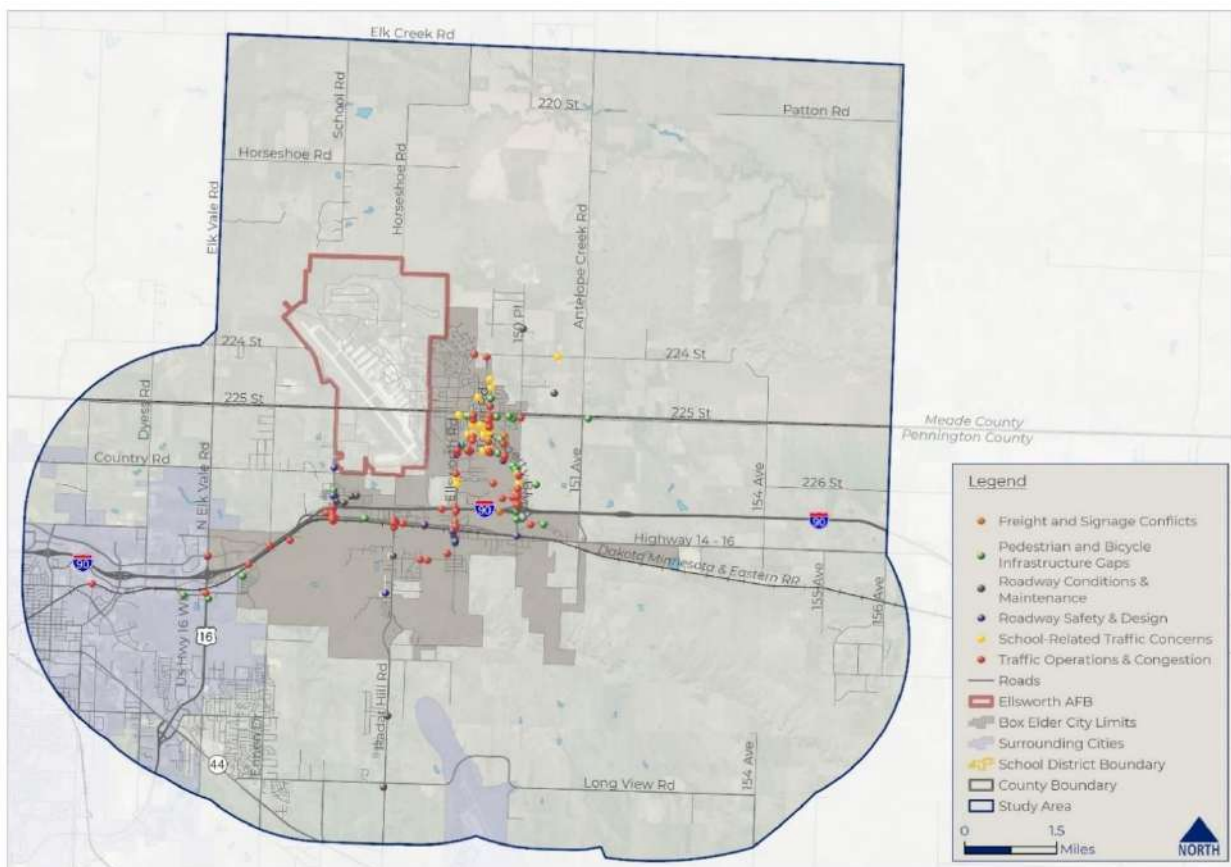 Elk Creek Rd
School Rd
220 St
Patton Rd
Horseshoe Rd
Horseshoe Rd
Elk Vale Rd
Antelope Creek Rd
150 Pl
224 St
224 St
Dyess Rd
225 St
225 St
Meade County
Pennington County
Country Rd
N Elk Vale Rd
Ellsworth Rd
151 Ave
154 Ave
226 St
90
90
Highway 14 - 16
Dakota Minnesota & Eastern RR
90
155 Ave
156 Ave
US Hwy 16 W
16
Radar Hill Rd
44
Long View Rd
154 Ave
Legend
Freight and Signage Conflicts
Pedestrian and Bicycle
Infrastructure Gaps
Roadway Conditions &
Maintenance
Roadway Safety & Design
School-Related Traffic Concerns
Traffic Operations & Congestion
Roads
Ellsworth AFB
Box Elder City Limits
Surrounding Cities
School District Boundary
County Boundary
Study Area
0 1.5
Miles
NORTH